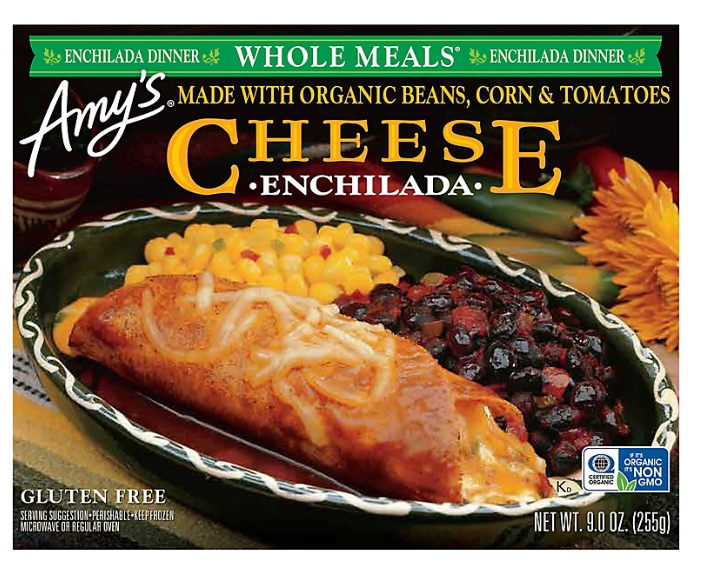 ENCHILADA DINNER WHOLE MEALS® ENCHILADA DINNER
Amy's®
MADE WITH ORGANIC BEANS, CORN & TOMATOES
CHEESE
·ENCHILADA·
GLUTEN FREE
SERVING SUGGESTION•PERISHABLE•KEEP FROZEN
MICROWAVE OR REGULAR OVEN
K D
CERTIFIED
ORGANIC
IF IT'S
ORGANIC
IT'S NON
GMO
NET WT. 9.0 OZ. (255g)